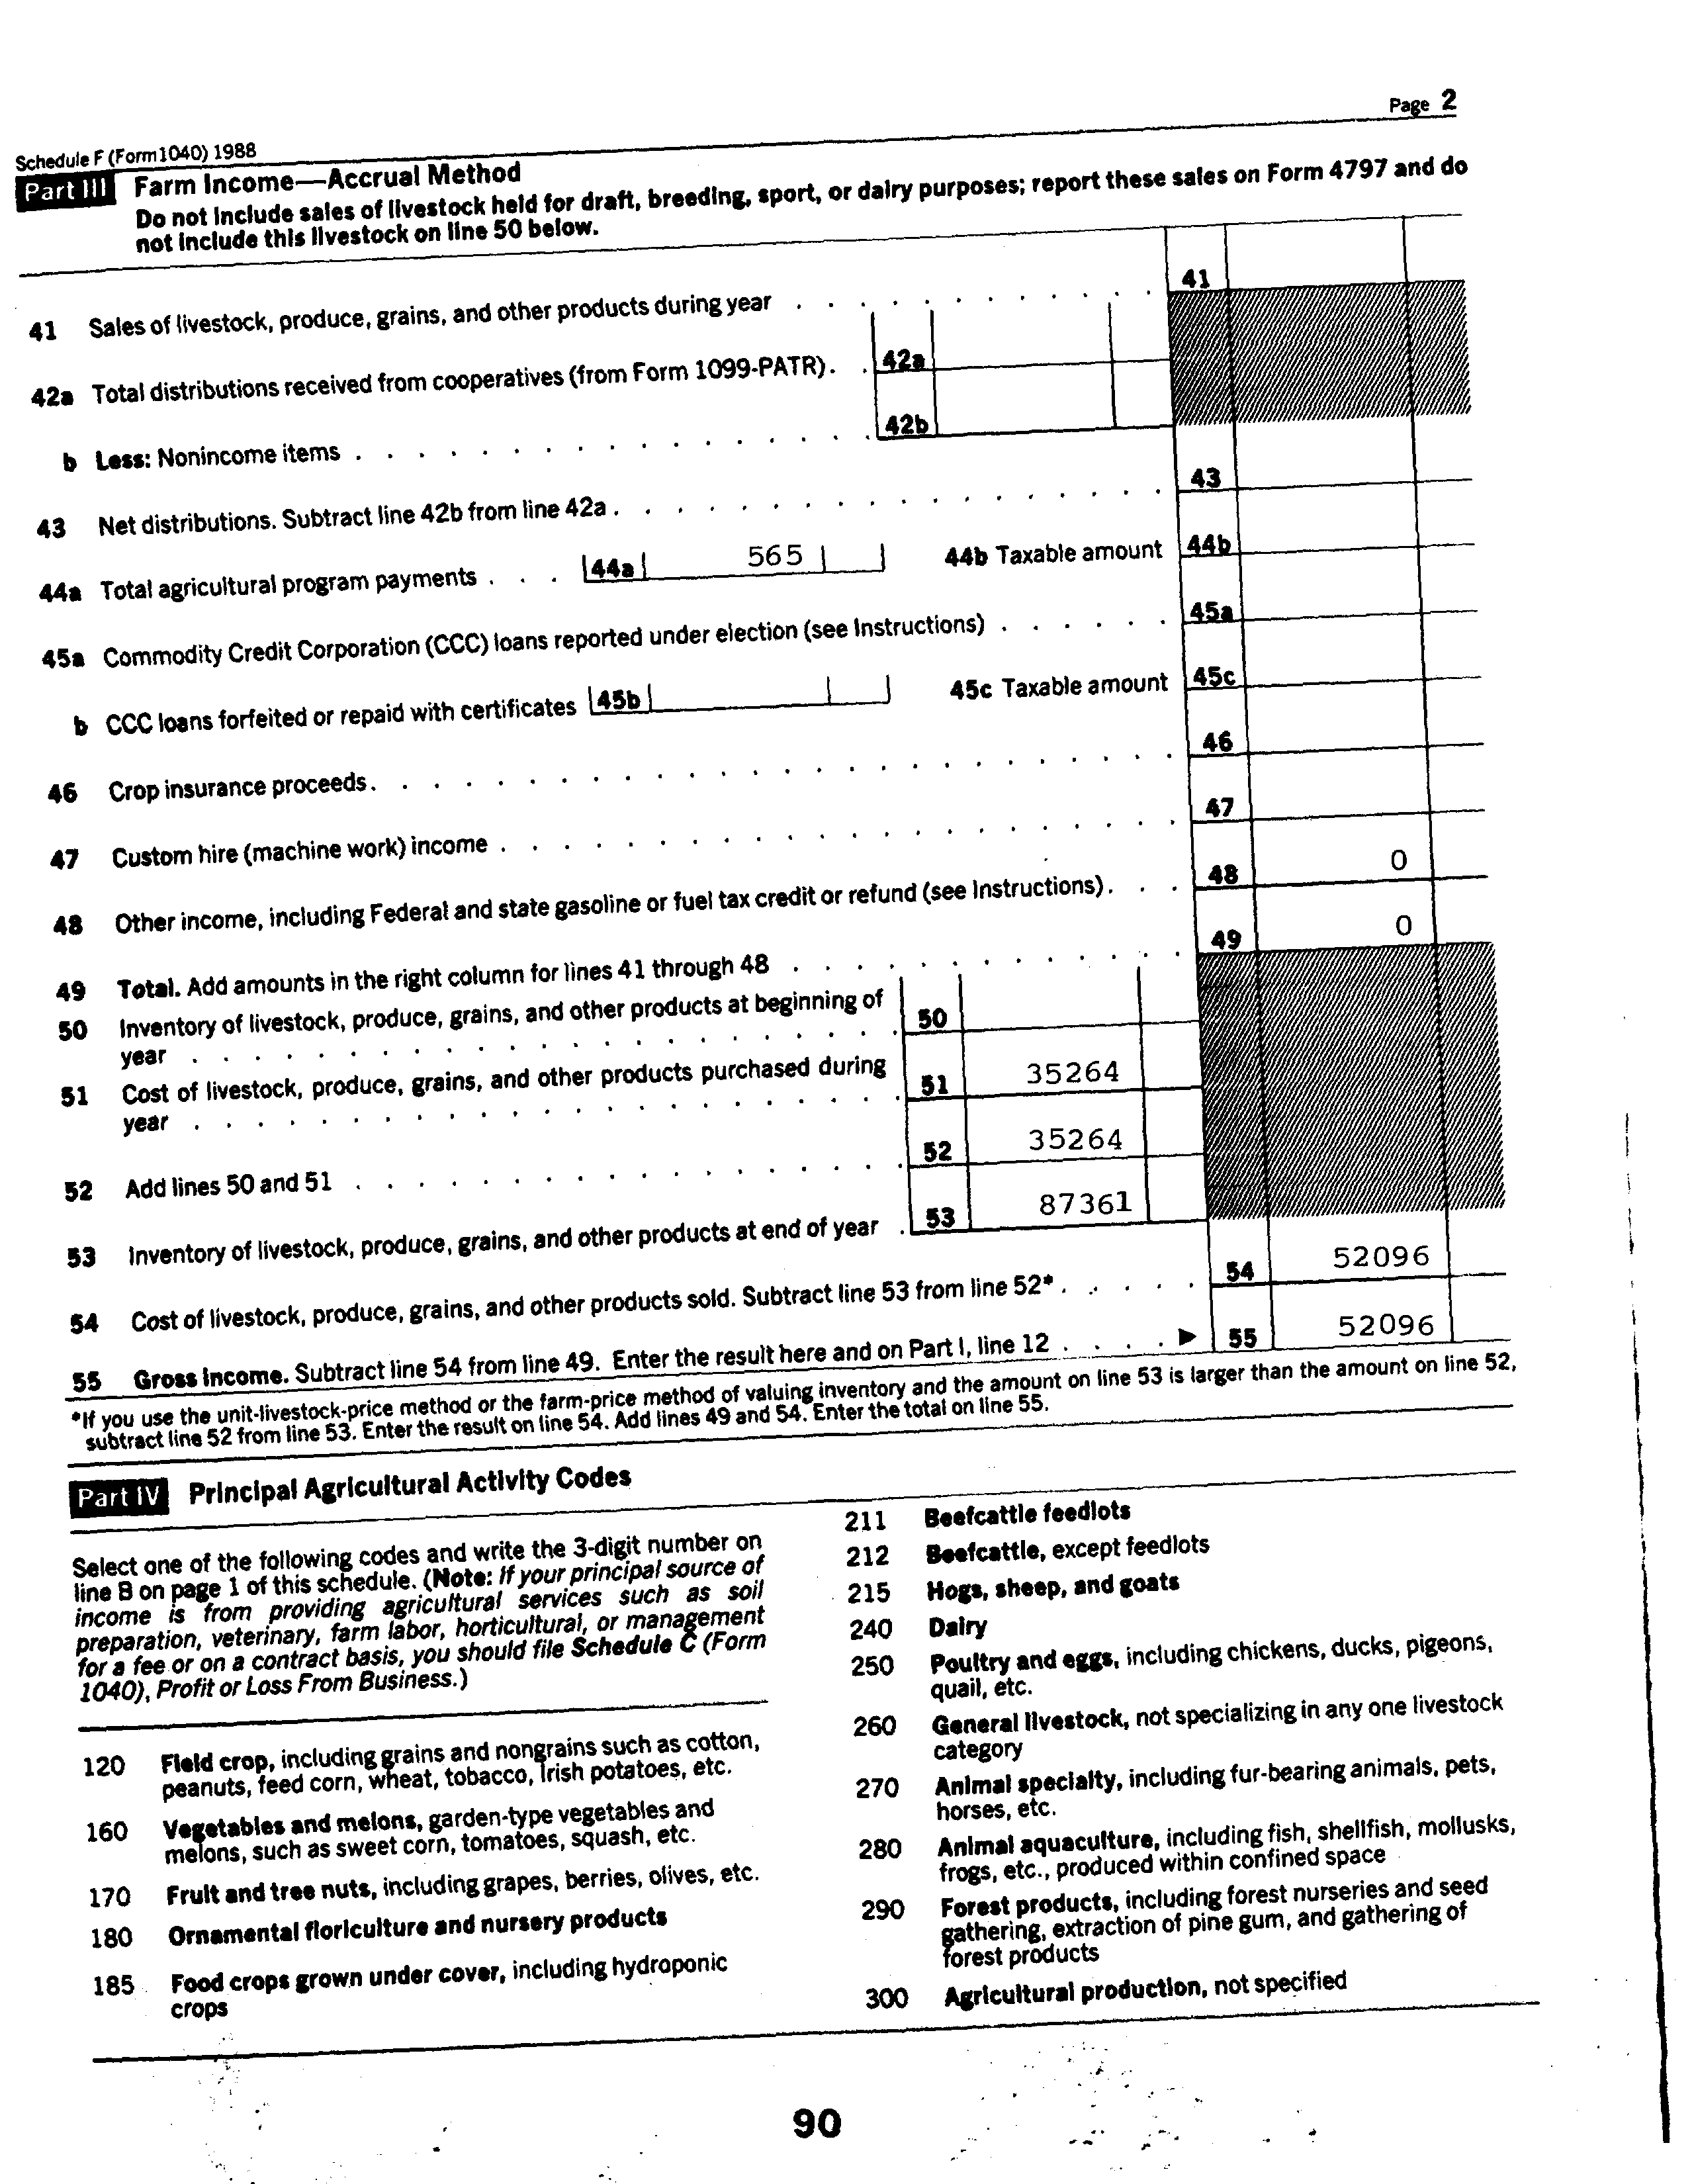 Page 2
Schedule F (Form 1040) 1988
Part III Farm Income—Accrual Method
Do not include sales of livestock held for draft, breeding, sport, or dairy purposes; report these sales on Form 4797 and do
not include this livestock on line 50 below.
41 Sales of livestock, produce, grains, and other products during year . . . . . . . . . . . . 41
42a Total distributions received from cooperatives (from Form 1099-PATR). . 42a
b Less: Nonincome items . . . . . . . . . . . . . . . . . 42b
43 Net distributions. Subtract line 42b from line 42a . . . . . . . . . . . . . . . . . . 43
44a Total agricultural program payments . . . 44a 565 44b Taxable amount 44b
45a Commodity Credit Corporation (CCC) loans reported under election (see Instructions) . . . . . . 45a
b CCC loans forfeited or repaid with certificates 45b 45c Taxable amount 45c
46 Crop insurance proceeds. . . . . . . . . . . . . . . . . . . . . . . . . . 46
47 Custom hire (machine work) income . . . . . . . . . . . . . . . . . . . . . . 47
48 Other income, including Federal and state gasoline or fuel tax credit or refund (see Instructions). . . 48 0
49 Total. Add amounts in the right column for lines 41 through 48 . . . . . . . . . . . . . 49 0
50 Inventory of livestock, produce, grains, and other products at beginning of
year . . . . . . . . . . . . . . . . . . . . . . . 50
51 Cost of livestock, produce, grains, and other products purchased during
year . . . . . . . . . . . . . . . . . . . . . . . 51 35264
52 Add lines 50 and 51 . . . . . . . . . . . . . . . . . . 52 35264
53 Inventory of livestock, produce, grains, and other products at end of year . 53 87361
54 Cost of livestock, produce, grains, and other products sold. Subtract line 53 from line 52* . . . . . 54 52096
55 Gross Income. Subtract line 54 from line 49. Enter the result here and on Part I, line 12 . . . . ▶ 55 52096
*If you use the unit-livestock-price method or the farm-price method of valuing inventory and the amount on line 53 is larger than the amount on line 52,
subtract line 52 from line 53. Enter the result on line 54. Add lines 49 and 54. Enter the total on line 55.
Part IV Principal Agricultural Activity Codes
Select one of the following codes and write the 3-digit number on
line B on page 1 of this schedule. (Note: If your principal source of
income is from providing agricultural services such as soil
preparation, veterinary, farm labor, horticultural, or management
for a fee or on a contract basis, you should file Schedule C (Form
1040), Profit or Loss From Business.)
120 Field crop, including grains and nongrains such as cotton,
peanuts, feed corn, wheat, tobacco, Irish potatoes, etc.
160 Vegetables and melons, garden-type vegetables and
melons, such as sweet corn, tomatoes, squash, etc.
170 Fruit and tree nuts, including grapes, berries, olives, etc.
180 Ornamental floriculture and nursery products
185 Food crops grown under cover, including hydroponic
crops
211 Beefcattle feedlots
212 Beefcattle, except feedlots
215 Hogs, sheep, and goats
240 Dairy
250 Poultry and eggs, including chickens, ducks, pigeons,
quail, etc.
260 General livestock, not specializing in any one livestock
category
270 Animal specialty, including fur-bearing animals, pets,
horses, etc.
280 Animal aquaculture, including fish, shellfish, mollusks,
frogs, etc., produced within confined space
290 Forest products, including forest nurseries and seed
gathering, extraction of pine gum, and gathering of
forest products
300 Agricultural production, not specified
90